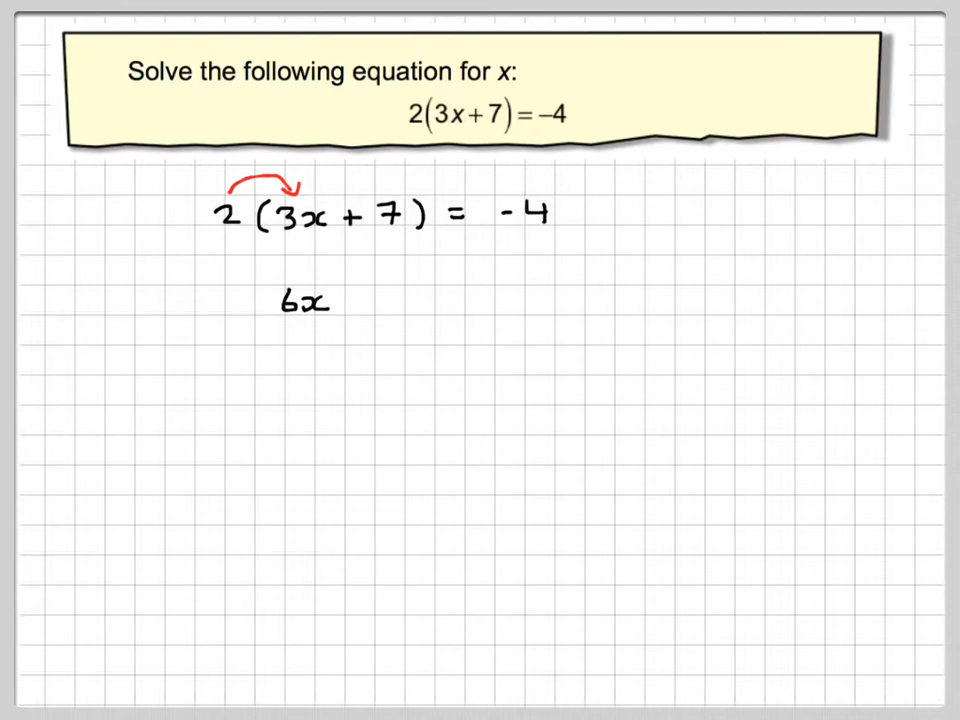 Solve the following equation for x:
2(3x+7)=–4
2(3x+7) = -4
6x